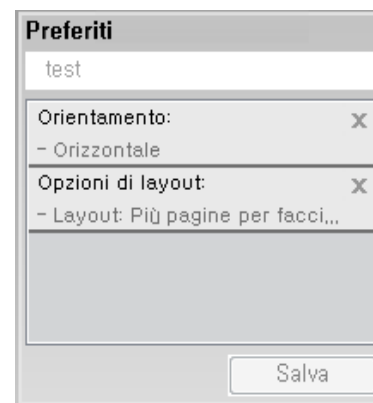 Preferiti
test
Orientamento: x
- Orizzontale
Opzioni di layout: x
- Layout: Più pagine per facci,,,
Salva